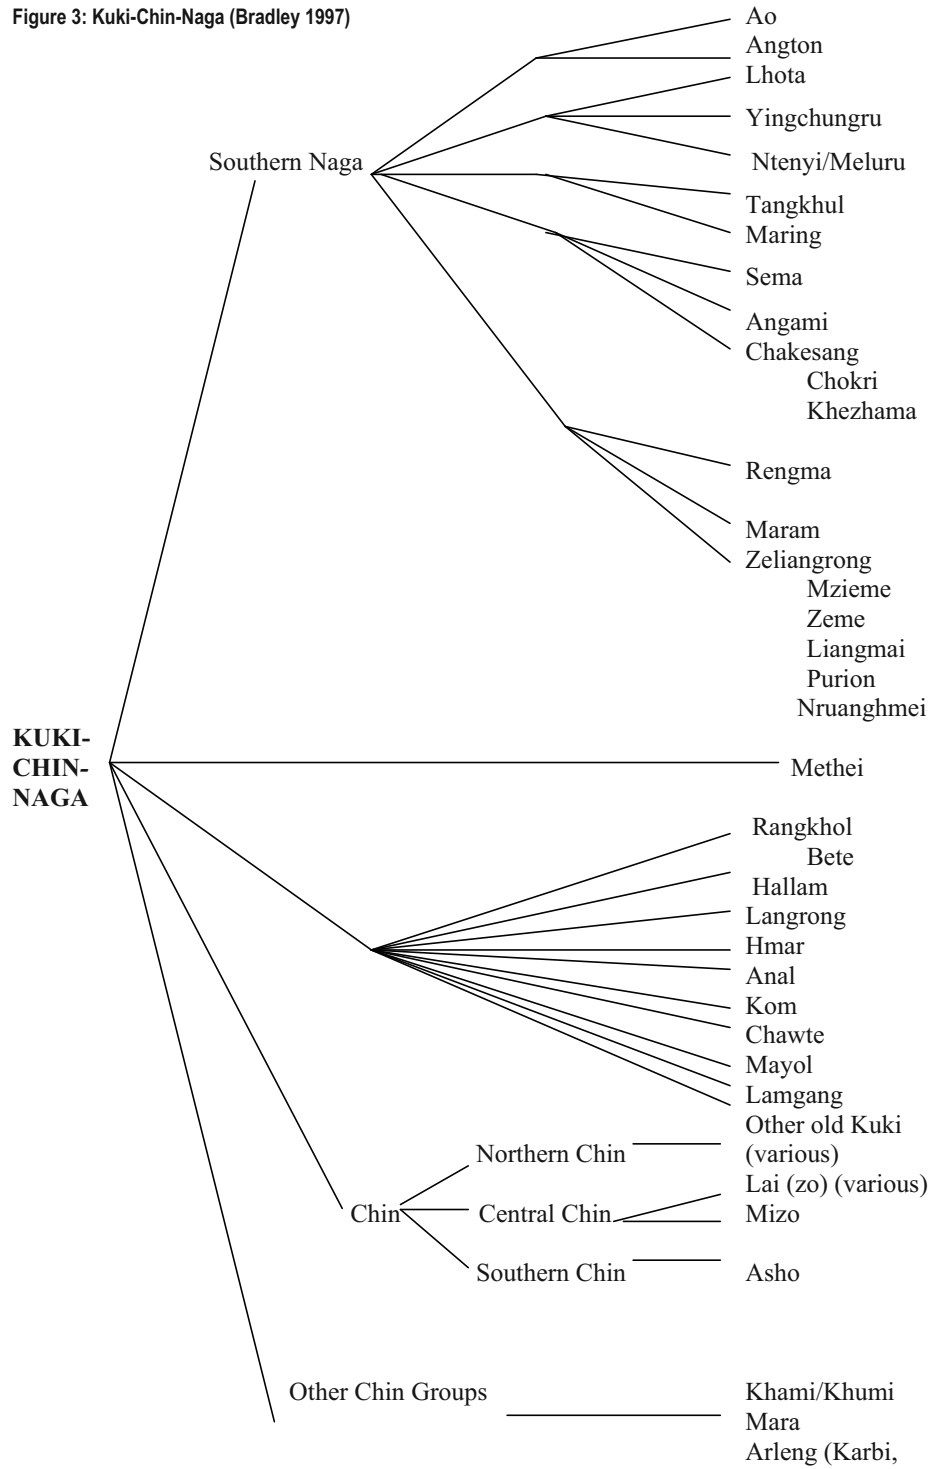 Figure 3: Kuki-Chin-Naga (Bradley 1997)
Ao
Angton
Lhota
Yingchungru
Southern Naga
Ntenyi/Meluru
Tangkhul
Maring
Sema
Angami
Chakesang
Chokri
Khezhama
Rengma
Maram
Zeliangrong
Mzieme
Zeme
Liangmai
Purion
Nruanghmei
KUKI-
CHIN-
NAGA
Methei
Rangkhol
Bete
Hallam
Langrong
Hmar
Anal
Kom
Chawte
Mayol
Lamgang
Other old Kuki
(various)
Northern Chin
Lai (zo) (various)
Chin
Central Chin
Mizo
Southern Chin
Asho
Other Chin Groups
Khami/Khumi
Mara
Arleng (Karbi,